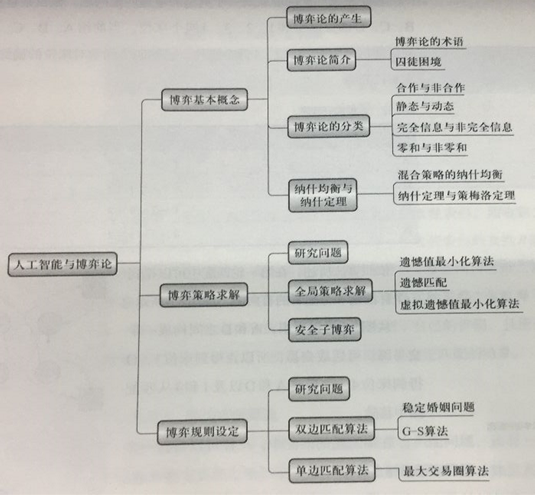 博弈论的产生
博弈论的术语
博弈论简介
囚徒困境
博弈基本概念
合作与非合作
静态与动态
博弈论的分类
完全信息与非完全信息
零和与非零和
混合策略的纳什均衡
纳什均衡与
纳什定理
纳什定理与策梅洛定理
人工智能与博弈论
研究问题
遗憾值最小化算法
博弈策略求解
全局策略求解
遗憾匹配
虚拟遗憾值最小化算法
安全子博弈
研究问题
稳定婚姻问题
博弈规则设定
双边匹配算法
G-S算法
单边匹配算法
最大交易圈算法